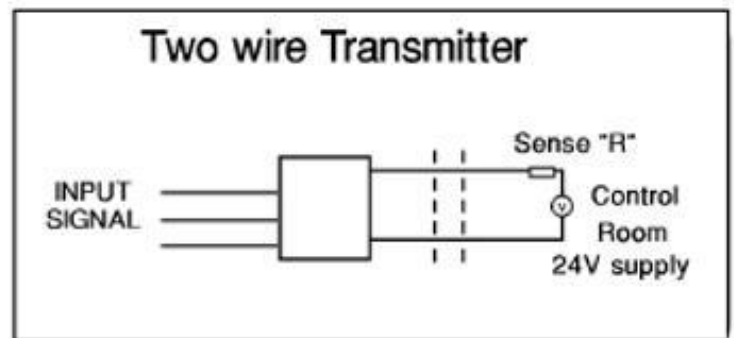 Two wire Transmitter
Sense "R"
INPUT
SIGNAL
V
Control
Room
24V supply